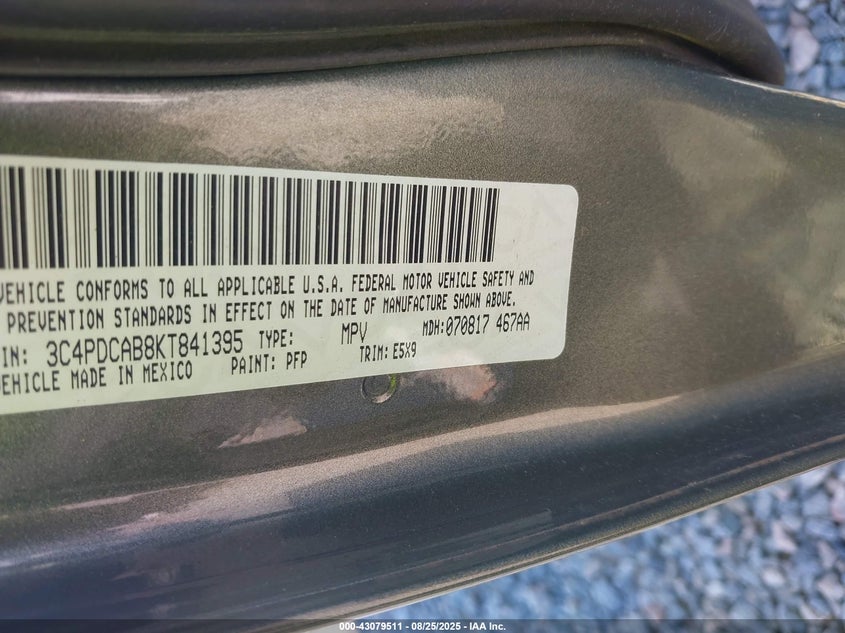 VEHICLE CONFORMS TO ALL APPLICABLE U.S.A. FEDERAL MOTOR VEHICLE SAFETY AND
PREVENTION STANDARDS IN EFFECT ON THE DATE OF MANUFACTURE SHOWN ABOVE.
IN: 3C4PDCAB8KT841395 TYPE: MPV MDH:070817 467AA
VEHICLE MADE IN MEXICO PAINT: PFP TRIM: E5X9
000-43079511 - 08/25/2025 - IAA Inc.